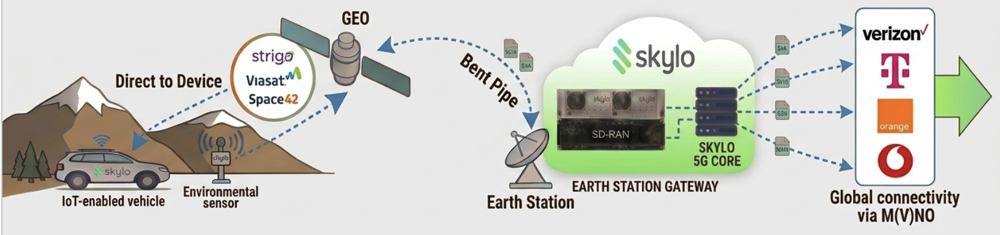 GEO
strigo
Viasat
Space42
Direct to Device
Bent Pipe
skylo
skylo
SD-RAN
SKYLO
5G CORE
EARTH STATION GATEWAY
Earth Station
skylo
IoT-enabled vehicle
Environmental
sensor
verizon
T
orange
Global connectivity
via M(V)NO